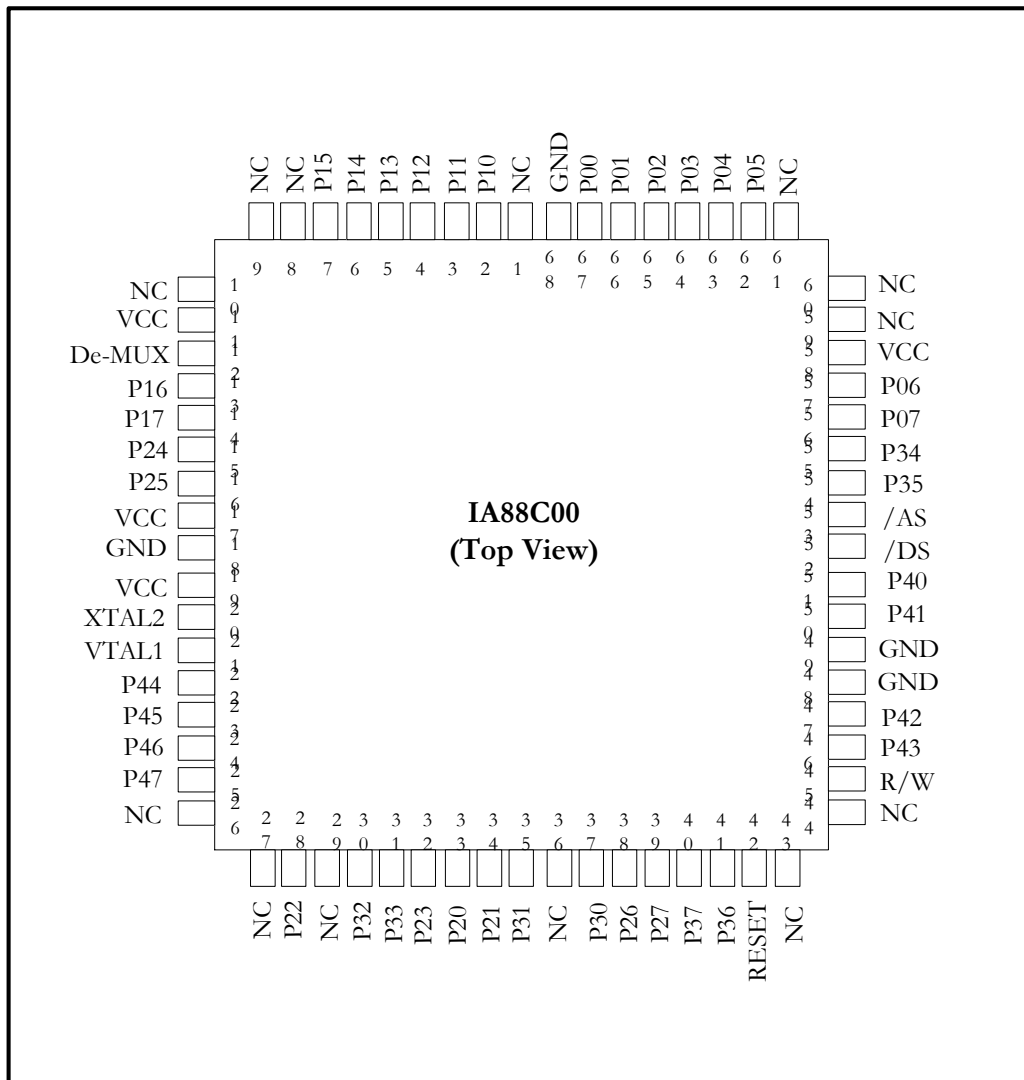 NC
NC
P15
P14
P13
P12
P11
P10
NC
GND
P00
P01
P02
P03
P04
P05
NC
9
8
7
6
5
4
3
2
1
68
67
66
65
64
63
62
61
NC
10
VCC
11
De-MUX
12
P16
13
P17
14
P24
15
P25
16
VCC
17
GND
18
VCC
19
XTAL2
20
VTAL1
21
P44
22
P45
23
P46
24
P47
25
NC
26
IA88C00
(Top View)
60
NC
59
NC
58
VCC
57
P06
56
P07
55
P34
54
P35
53
/AS
52
/DS
51
P40
50
P41
49
GND
48
GND
47
P42
46
P43
45
R/W
44
NC
27
28
29
30
31
32
33
34
35
36
37
38
39
40
41
42
43
NC
P22
NC
P32
P33
P23
P20
P21
P31
NC
P30
P26
P27
P37
P36
RESET
NC